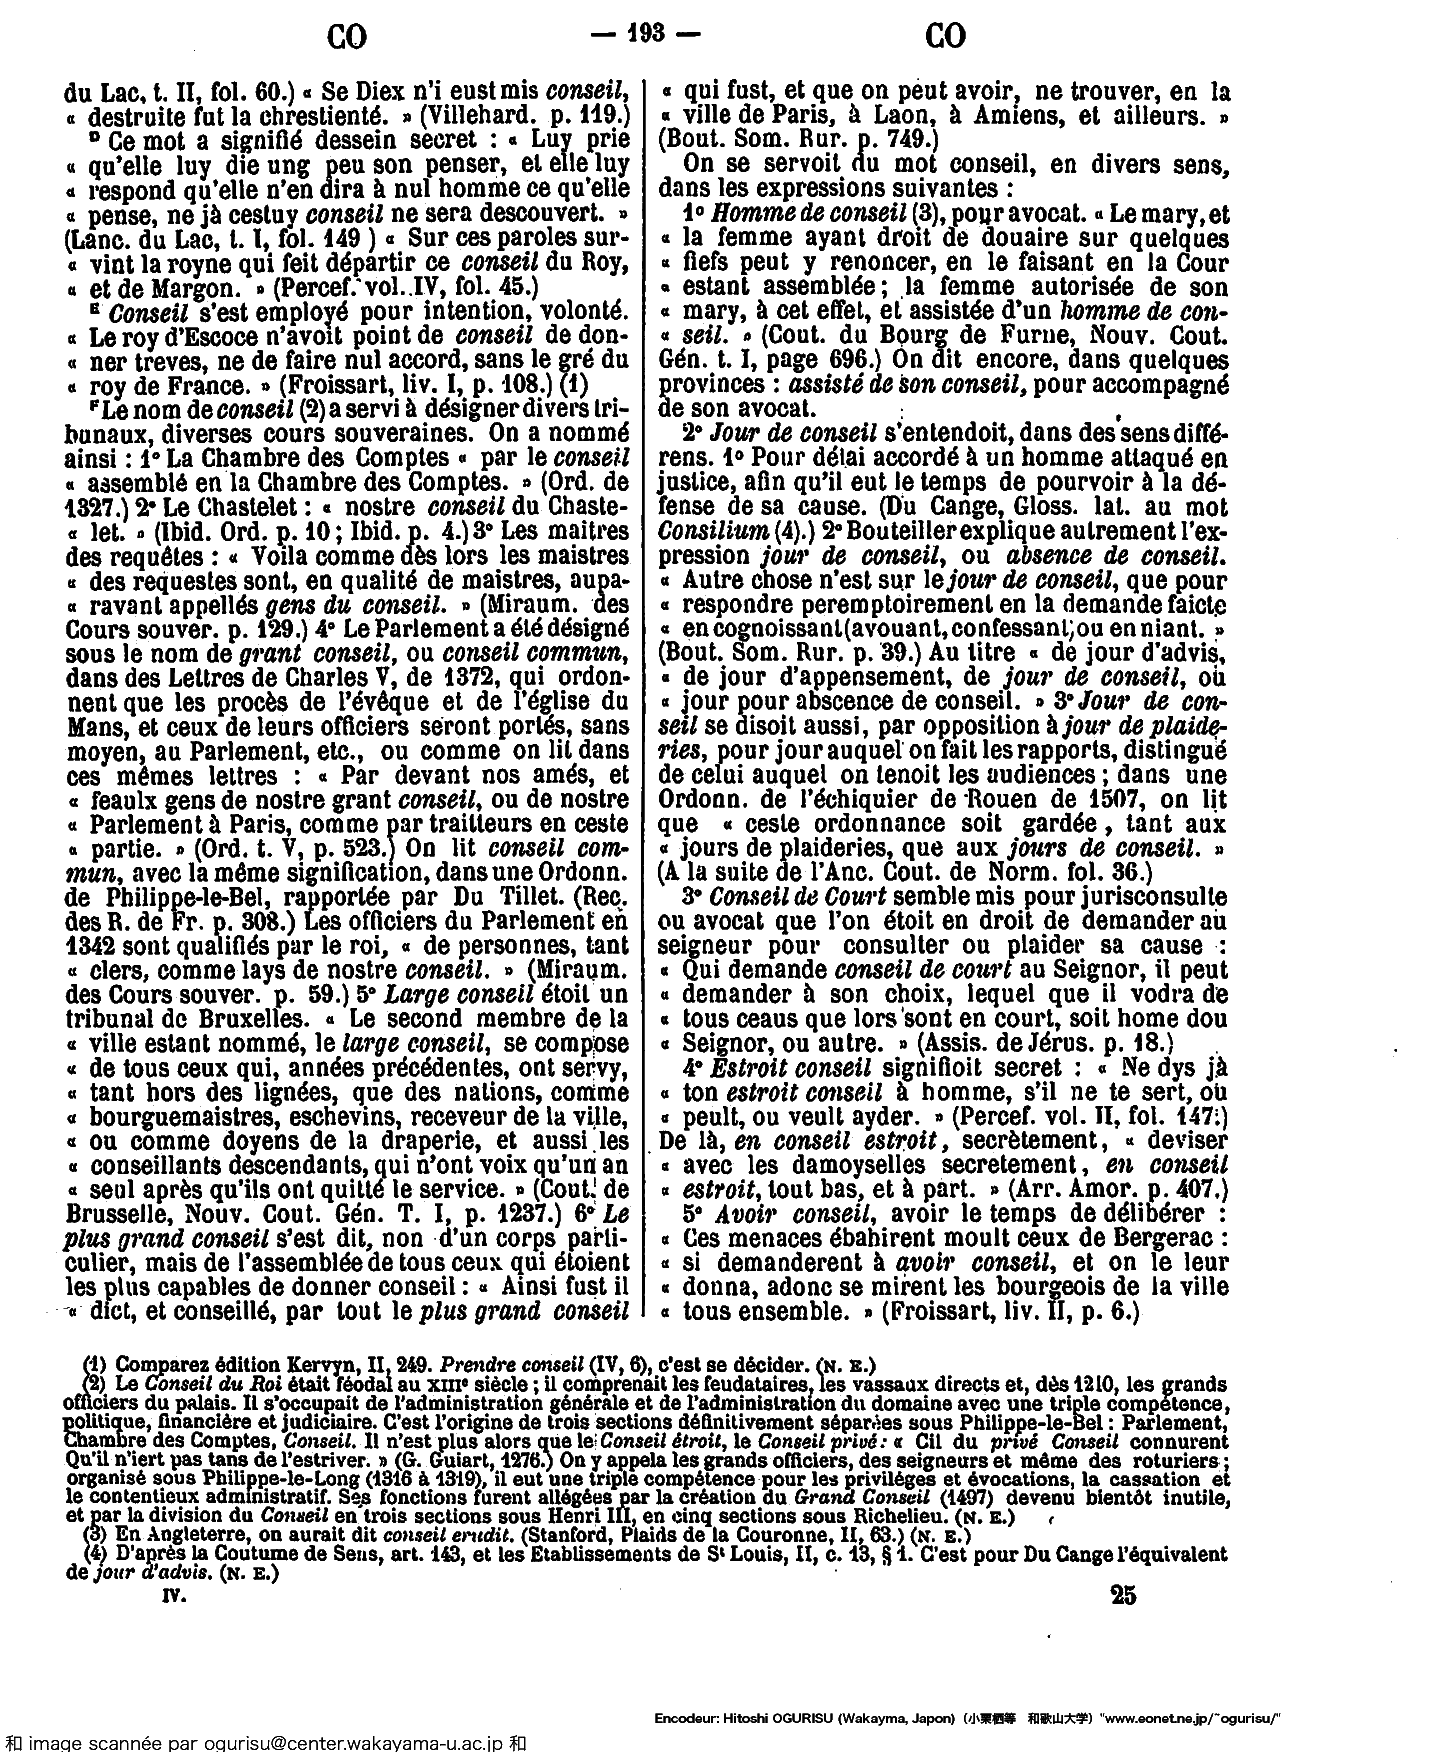 CO
— 193 —
CO
du Lac, t. II, fol. 60.) « Se Diex n'i eust mis conseil,
« destruite fut la chrestienté. » (Villehard. p. 119.)
D Ce mot a signifié dessein secret : « Luy prie
« qu'elle luy die ung peu son penser, et elle luy
« respond qu'elle n'en dira à nul homme ce qu'elle
« pense, ne jà cestuy conseil ne sera descouvert. »
(Lanc. du Lac, t. I, fol. 149 ) « Sur ces paroles sur-
« vint la royne qui feit départir ce conseil du Roy,
« et de Margon. » (Percef. vol. IV, fol. 45.)
E Conseil s'est employé pour intention, volonté.
« Le roy d'Escoce n'avoit point de conseil de don-
« ner treves, ne de faire nul accord, sans le gré du
« roy de France. » (Froissart, liv. I, p. 108.) (1)
F Le nom de conseil (2) a servi à désigner divers tri-
bunaux, diverses cours souveraines. On a nommé
ainsi : 1° La Chambre des Comptes « par le conseil
« assemblé en la Chambre des Comptes. » (Ord. de
1327.) 2° Le Chastelet : « nostre conseil du Chaste-
« let. » (Ibid. Ord. p. 10 ; Ibid. p. 4.) 3° Les maitres
des requêtes : « Voila comme dès lors les maistres
« des requestes sont, en qualité de maistres, aupa-
« ravant appellés gens du conseil. » (Miraum. des
Cours souver. p. 129.) 4° Le Parlement a été désigné
sous le nom de grant conseil, ou conseil commun,
dans des Lettres de Charles V, de 1372, qui ordon-
nent que les procès de l'évêque et de l'église du
Mans, et ceux de leurs officiers seront portés, sans
moyen, au Parlement, etc., ou comme on lit dans
ces mêmes lettres : « Par devant nos amés, et
« feaulx gens de nostre grant conseil, ou de nostre
« Parlement à Paris, comme par traitteurs en ceste
« partie. » (Ord. t. V, p. 523.) On lit conseil com-
mun, avec la même signification, dans une Ordonn.
de Philippe-le-Bel, rapportée par Du Tillet. (Rec.
des R. de Fr. p. 308.) Les officiers du Parlement en
1342 sont qualifiés par le roi, « de personnes, tant
« clers, comme lays de nostre conseil. » (Miraum.
des Cours souver. p. 59.) 5° Large conseil étoit un
tribunal de Bruxelles. « Le second membre de la
« ville estant nommé, le large conseil, se compose
« de tous ceux qui, années précédentes, ont servy,
« tant hors des lignées, que des nations, comme
« bourguemaistres, eschevins, receveur de la ville,
« ou comme doyens de la draperie, et aussi les
« conseillants descendants, qui n'ont voix qu'un an
« seul après qu'ils ont quitté le service. » (Cout. de
Brusselle, Nouv. Cout. Gén. T. I, p. 1237.) 6° Le
plus grand conseil s'est dit, non d'un corps parti-
culier, mais de l'assemblée de tous ceux qui étoient
les plus capables de donner conseil : « Ainsi fust il
« dict, et conseillé, par tout le plus grand conseil
« qui fust, et que on peut avoir, ne trouver, en la
« ville de Paris, à Laon, à Amiens, et ailleurs. »
(Bout. Som. Rur. p. 749.)
On se servoit du mot conseil, en divers sens,
dans les expressions suivantes :
1° Homme de conseil (3), pour avocat. « Le mary, et
« la femme ayant droit de douaire sur quelques
« fiefs peut y renoncer, en le faisant en la Cour
« estant assemblée ; la femme autorisée de son
« mary, à cet effet, et assistée d'un homme de con-
« seil. » (Cout. du Bourg de Furne, Nouv. Cout.
Gén. t. I, page 696.) On dit encore, dans quelques
provinces : assisté de son conseil, pour accompagné
de son avocat.
2° Jour de conseil s'entendoit, dans des sens diffé-
rens. 1° Pour délai accordé à un homme attaqué en
justice, afin qu'il eut le temps de pourvoir à la dé-
fense de sa cause. (Du Cange, Gloss. lat. au mot
Consilium (4).) 2° Bouteiller explique autrement l'ex-
pression jour de conseil, ou absence de conseil.
« Autre chose n'est sur le jour de conseil, que pour
« respondre peremptoirement en la demande faicte
« en cognoissant (avouant, confessant) ou en niant. »
(Bout. Som. Rur. p. 39.) Au titre « de jour d'advis,
« de jour d'appensement, de jour de conseil, ou
« jour pour abscence de conseil. » 3° Jour de con-
seil se disoit aussi, par opposition à jour de plaide-
ries, pour jour auquel on fait les rapports, distingué
de celui auquel on tenoit les audiences ; dans une
Ordonn. de l'échiquier de Rouen de 1507, on lit
que « ceste ordonnance soit gardée, tant aux
« jours de plaideries, que aux jours de conseil. »
(A la suite de l'Anc. Cout. de Norm. fol. 36.)
3° Conseil de Court semble mis pour jurisconsulte
ou avocat que l'on étoit en droit de demander au
seigneur pour consulter ou plaider sa cause :
« Qui demande conseil de court au Seignor, il peut
« demander à son choix, lequel que il vodra de
« tous ceaus que lors sont en court, soit home dou
« Seignor, ou autre. » (Assis. de Jérus. p. 18.)
4° Estroit conseil signifioit secret : « Ne dys jà
« ton estroit conseil à homme, s'il ne te sert, ou
« peult, ou veult ayder. » (Percef. vol. II, fol. 147.)
De là, en conseil estroit, secrètement, « deviser
« avec les damoyselles secretement, en conseil
« estroit, tout bas, et à part. » (Arr. Amor. p. 407.)
5° Avoir conseil, avoir le temps de délibérer :
« Ces menaces ébahirent moult ceux de Bergerac :
« si demanderent à avoir conseil, et on le leur
« donna, adonc se mirent les bourgeois de la ville
« tous ensemble. » (Froissart, liv. II, p. 6.)
(1) Comparez édition Kervyn, II, 249. Prendre conseil (IV, 6), c'est se décider. (N. E.)
(2) Le Conseil du Roi était féodal au XIIIe siècle ; il comprenait les feudataires, les vassaux directs et, dès 1210, les grands
officiers du palais. Il s'occupait de l'administration générale et de l'administration du domaine avec une triple compétence,
politique, financière et judiciaire. C'est l'origine de trois sections définitivement séparées sous Philippe-le-Bel : Parlement,
Chambre des Comptes, Conseil. Il n'est plus alors que le Conseil étroit, le Conseil privé : « Cil du privé Conseil connurent
Qu'il n'iert pas tans de l'estriver. » (G. Guiart, 1276.) On y appela les grands officiers, des seigneurs et même des roturiers ;
organisé sous Philippe-le-Long (1316 à 1319), il eut une triple compétence pour les priviléges et évocations, la cassation et
le contentieux administratif. Ses fonctions furent allégées par la création du Grand Conseil (1497) devenu bientôt inutile,
et par la division du Conseil en trois sections sous Henri III, en cinq sections sous Richelieu. (N. E.)
(3) En Angleterre, on aurait dit conseil erudit. (Stanford, Plaids de la Couronne, II, 63.) (N. E.)
(4) D'après la Coutume de Sens, art. 143, et les Etablissements de St Louis, II, c. 13, § 1. C'est pour Du Cange l'équivalent
de jour d'advis. (N. E.)
IV.
25
Encodeur: Hitoshi OGURISU (Wakayma, Japon) (小栗栖等 和歌山大学) "www.eonet.ne.jp/~ogurisu/"
和 image scannée par ogurisu@center.wakayama-u.ac.jp 和